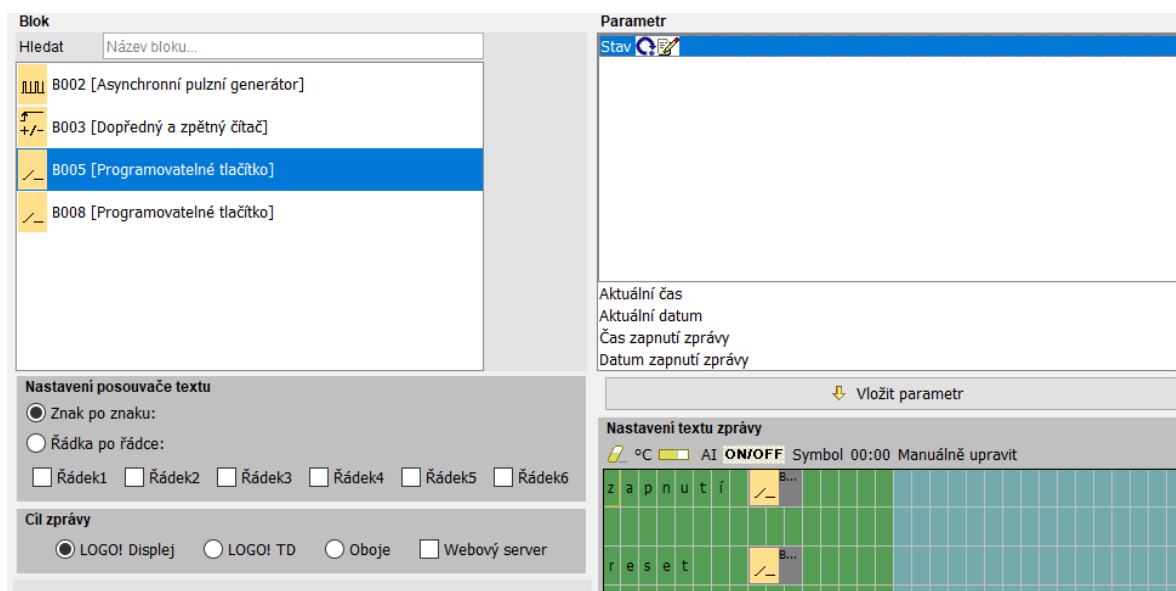 Blok
Hledat Název bloku...
B002 [Asynchronní pulzní generátor]
+/- B003 [Dopředný a zpětný čítač]
B005 [Programovatelné tlačítko]
B008 [Programovatelné tlačítko]
Nastavení posouvače textu
Znak po znaku:
Řádka po řádce:
Řádek1 Řádek2 Řádek3 Řádek4 Řádek5 Řádek6
Cíl zprávy
LOGO! Displej LOGO! TD Oboje Webový server
Parametr
Stav
Aktuální čas
Aktuální datum
Čas zapnutí zprávy
Datum zapnutí zprávy
Vložit parametr
Nastavení textu zprávy
°C AI ON/OFF Symbol 00:00 Manuálně upravit
zapnutí B...
reset B...